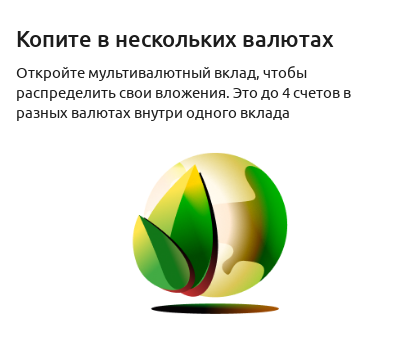 Копите в нескольких валютах
Откройте мультивалютный вклад, чтобы
распределить свои вложения. Это до 4 счетов в
разных валютах внутри одного вклада